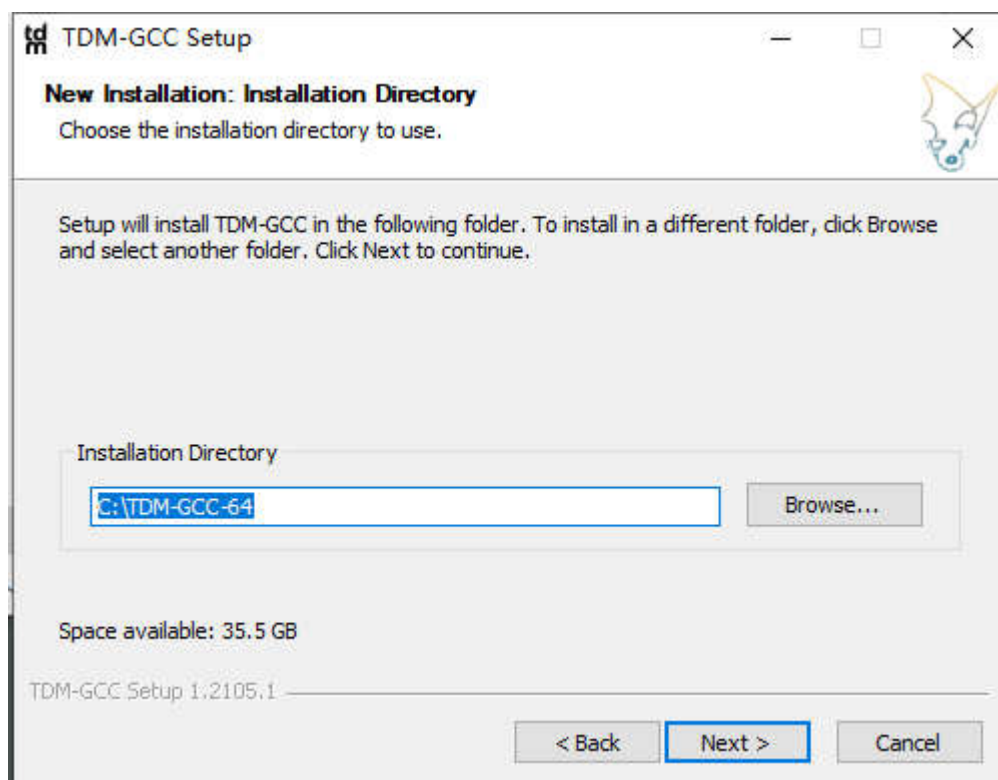 tdm TDM-GCC Setup
New Installation: Installation Directory
Choose the installation directory to use.
Setup will install TDM-GCC in the following folder. To install in a different folder, click Browse
and select another folder. Click Next to continue.
Installation Directory
C:\TDM-GCC-64 Browse...
Space available: 35.5 GB
TDM-GCC Setup 1.2105.1
< Back Next > Cancel